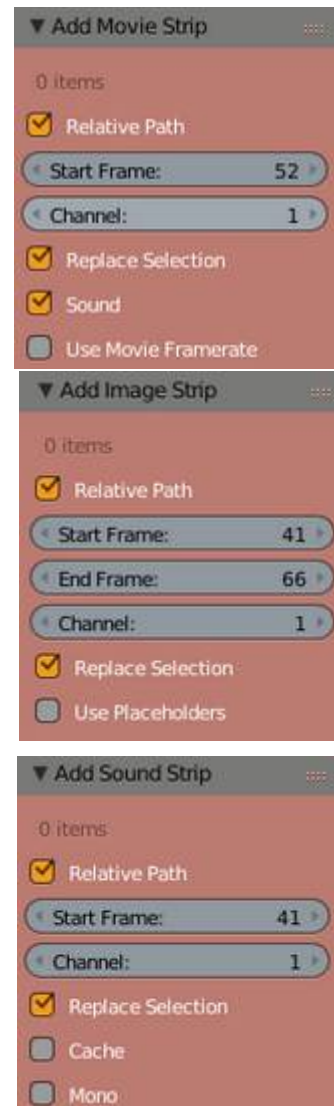 Add Movie Strip
0 items
Relative Path
Start Frame: 52
Channel: 1
Replace Selection
Sound
Use Movie Framerate
Add Image Strip
0 items
Relative Path
Start Frame: 41
End Frame: 66
Channel: 1
Replace Selection
Use Placeholders
Add Sound Strip
0 items
Relative Path
Start Frame: 41
Channel: 1
Replace Selection
Cache
Mono